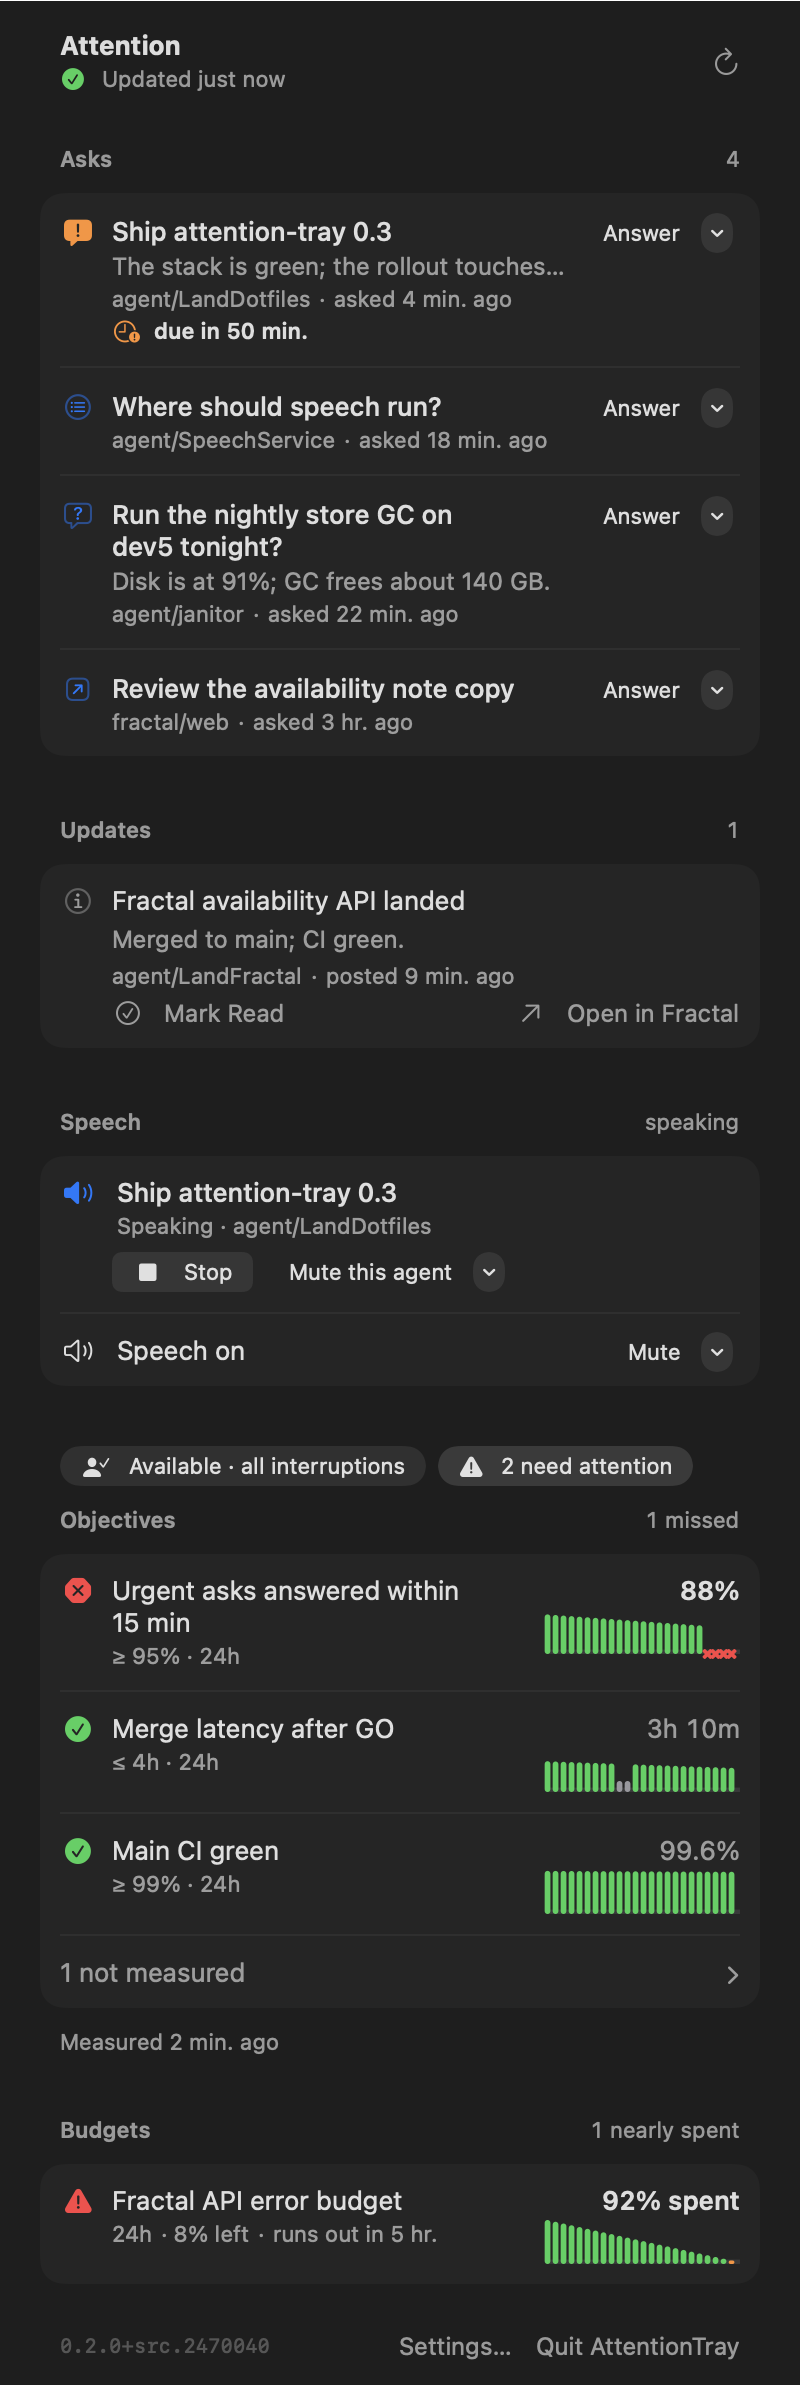 Attention
Updated just now
Asks 4
Ship attention-tray 0.3 Answer
The stack is green; the rollout touches...
agent/LandDotfiles · asked 4 min. ago
due in 50 min.
Where should speech run? Answer
agent/SpeechService · asked 18 min. ago
Run the nightly store GC on Answer
dev5 tonight?
Disk is at 91%; GC frees about 140 GB.
agent/janitor · asked 22 min. ago
Review the availability note copy Answer
fractal/web · asked 3 hr. ago
Updates 1
Fractal availability API landed
Merged to main; CI green.
agent/LandFractal · posted 9 min. ago
Mark Read Open in Fractal
Speech speaking
Ship attention-tray 0.3
Speaking · agent/LandDotfiles
Stop Mute this agent
Speech on Mute
Available · all interruptions 2 need attention
Objectives 1 missed
Urgent asks answered within 88%
15 min
≥ 95% · 24h
Merge latency after GO 3h 10m
≤ 4h · 24h
Main CI green 99.6%
≥ 99% · 24h
1 not measured
Measured 2 min. ago
Budgets 1 nearly spent
Fractal API error budget 92% spent
24h · 8% left · runs out in 5 hr.
0.2.0+src.2470040 Settings... Quit AttentionTray